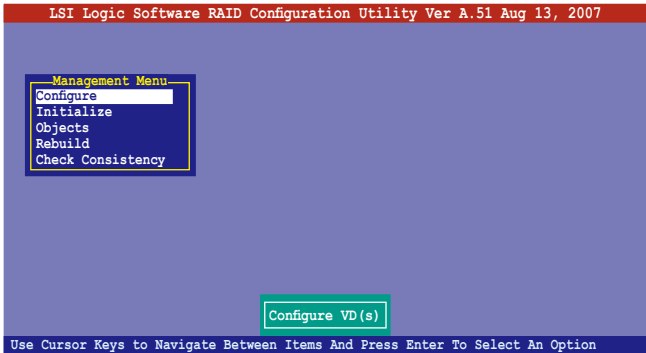 LSI Logic Software RAID Configuration Utility Ver A.51 Aug 13, 2007
Management Menu
Configure
Initialize
Objects
Rebuild
Check Consistency
Configure VD(s)
Use Cursor Keys to Navigate Between Items And Press Enter To Select An Option